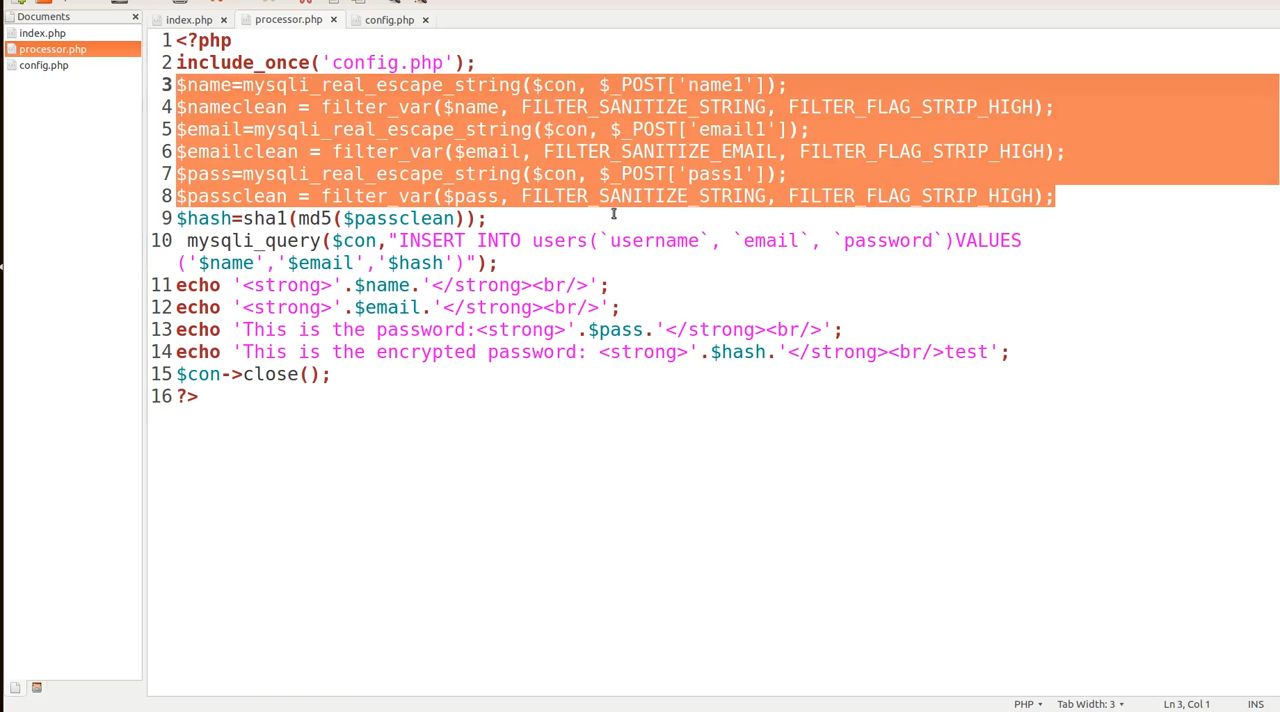 Documents
index.php
processor.php
config.php
index.php
processor.php
config.php
1 <?php
2 include_once('config.php');
3 $name=mysqli_real_escape_string($con, $_POST['name1']);
4 $nameclean = filter_var($name, FILTER_SANITIZE_STRING, FILTER_FLAG_STRIP_HIGH);
5 $email=mysqli_real_escape_string($con, $_POST['email1']);
6 $emailclean = filter_var($email, FILTER_SANITIZE_EMAIL, FILTER_FLAG_STRIP_HIGH);
7 $pass=mysqli_real_escape_string($con, $_POST['pass1']);
8 $passclean = filter_var($pass, FILTER_SANITIZE_STRING, FILTER_FLAG_STRIP_HIGH);
9 $hash=sha1(md5($passclean));
10  mysqli_query($con,"INSERT INTO users(`username`, `email`, `password`)VALUES
('$name','$email','$hash')");
11 echo '<strong>'.$name.'</strong><br/>';
12 echo '<strong>'.$email.'</strong><br/>';
13 echo 'This is the password:<strong>'.$pass.'</strong><br/>';
14 echo 'This is the encrypted password: <strong>'.$hash.'</strong><br/>test';
15 $con->close();
16 ?>
PHP Tab Width: 3 Ln 3, Col 1 INS